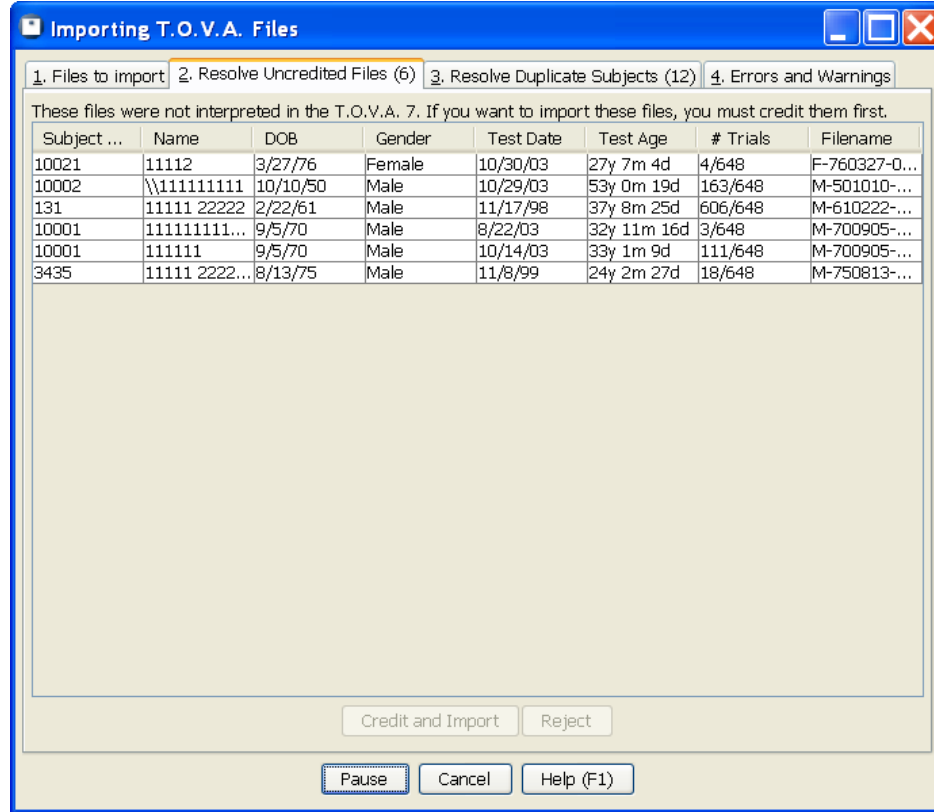 Importing T.O.V.A. Files
1. Files to import 2. Resolve Uncredited Files (6) 3. Resolve Duplicate Subjects (12) 4. Errors and Warnings
These files were not interpreted in the T.O.V.A. 7. If you want to import these files, you must credit them first.
Subject ... Name DOB Gender Test Date Test Age # Trials Filename
10021 11112 3/27/76 Female 10/30/03 27y 7m 4d 4/648 F-760327-0...
10002 \\111111111 10/10/50 Male 10/29/03 53y 0m 19d 163/648 M-501010-...
131 11111 22222 2/22/61 Male 11/17/98 37y 8m 25d 606/648 M-610222-...
10001 111111111... 9/5/70 Male 8/22/03 32y 11m 16d 3/648 M-700905-...
10001 111111 9/5/70 Male 10/14/03 33y 1m 9d 111/648 M-700905-...
3435 11111 2222... 8/13/75 Male 11/8/99 24y 2m 27d 18/648 M-750813-...
Credit and Import Reject
Pause Cancel Help (F1)